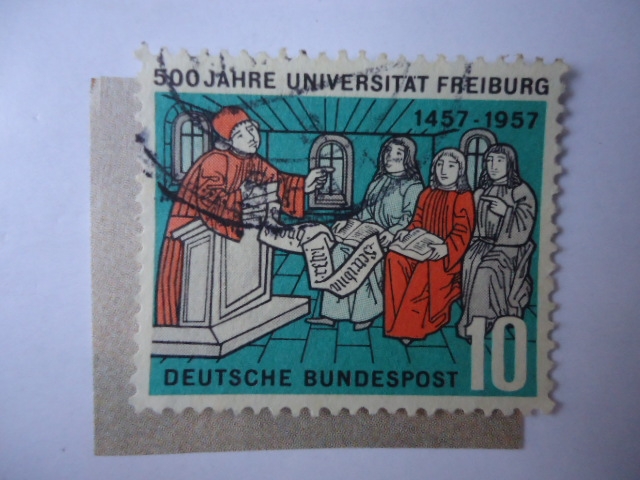 500 JAHRE UNIVERSITÄT FREIBURG
1457-1957
DEUTSCHE BUNDESPOST
10